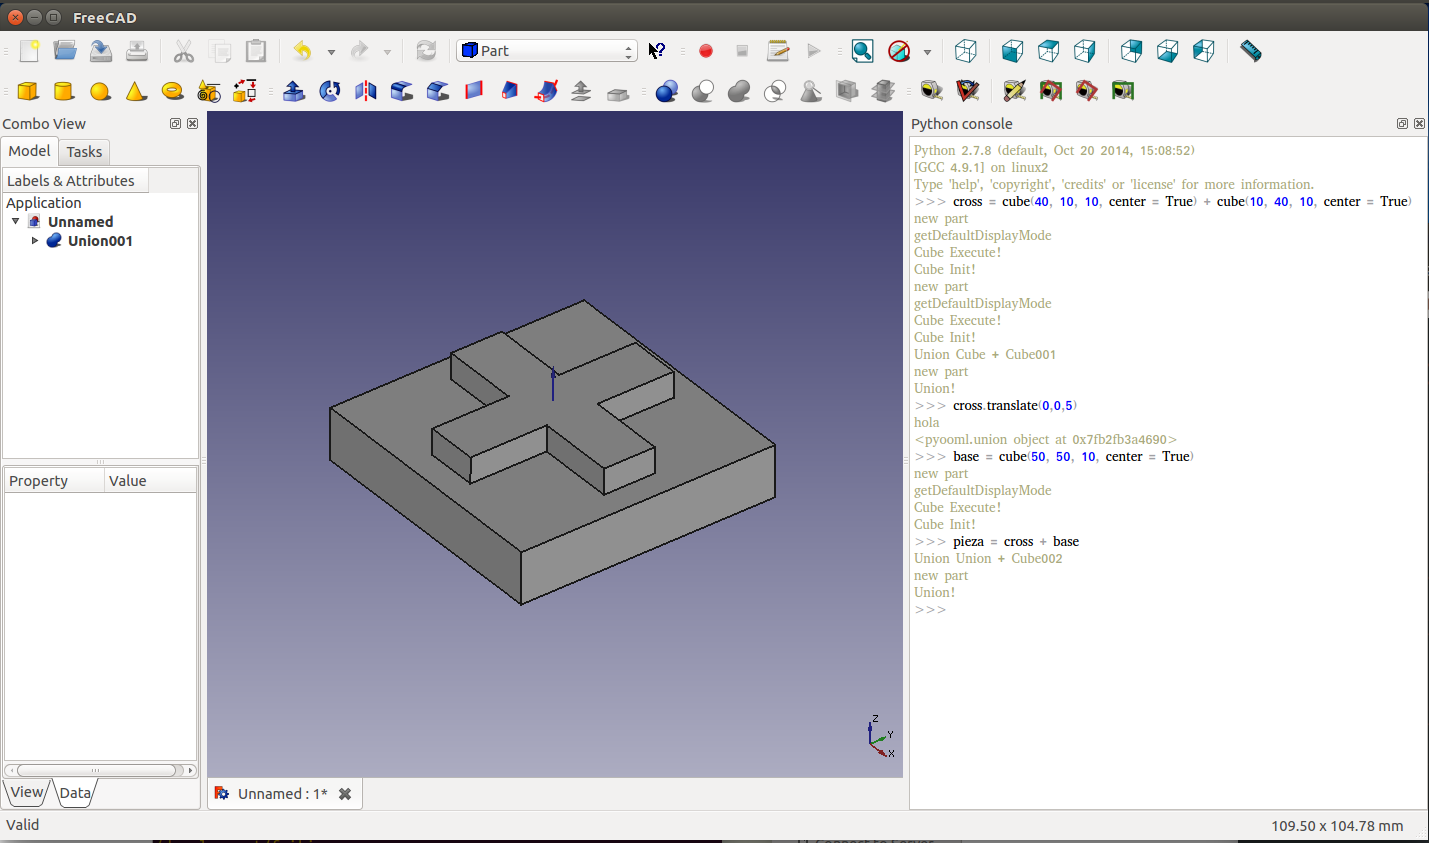 FreeCAD
Part
Combo View
Model
Tasks
Labels & Attributes
Application
Unnamed
Union001
Property
Value
View
Data
Z
Y
X
Unnamed : 1*
Python console
Python 2.7.8 (default, Oct 20 2014, 15:08:52)
[GCC 4.9.1] on linux2
Type 'help', 'copyright', 'credits' or 'license' for more information.
>>> cross = cube(40, 10, 10, center = True) + cube(10, 40, 10, center = True)
new part
getDefaultDisplayMode
Cube Execute!
Cube Init!
new part
getDefaultDisplayMode
Cube Execute!
Cube Init!
Union Cube + Cube001
new part
Union!
>>> cross.translate(0,0,5)
hola
<pyooml.union object at 0x7fb2fb3a4690>
>>> base = cube(50, 50, 10, center = True)
new part
getDefaultDisplayMode
Cube Execute!
Cube Init!
>>> pieza = cross + base
Union Union + Cube002
new part
Union!
>>>
Valid
109.50 x 104.78 mm